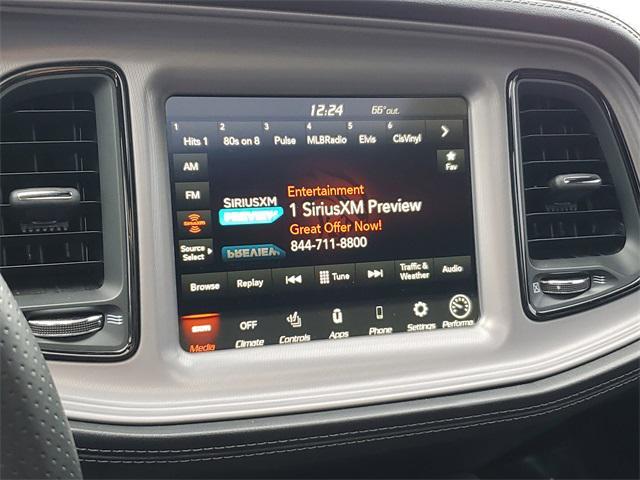 12:24 66° out.
1 2 3 4 5 6
Hits 1 80s on 8 Pulse MLBRadio Elvis ClsVinyl
AM
FM
SiriusXM
Source Select
Fav
SIRIUSXM
PREVIEW
Entertainment
1 SiriusXM Preview
Great Offer Now!
844-711-8800
Browse Replay Tune Traffic & Weather Audio
Media
OFF
Climate
Controls
Apps
Phone
Settings
Performa